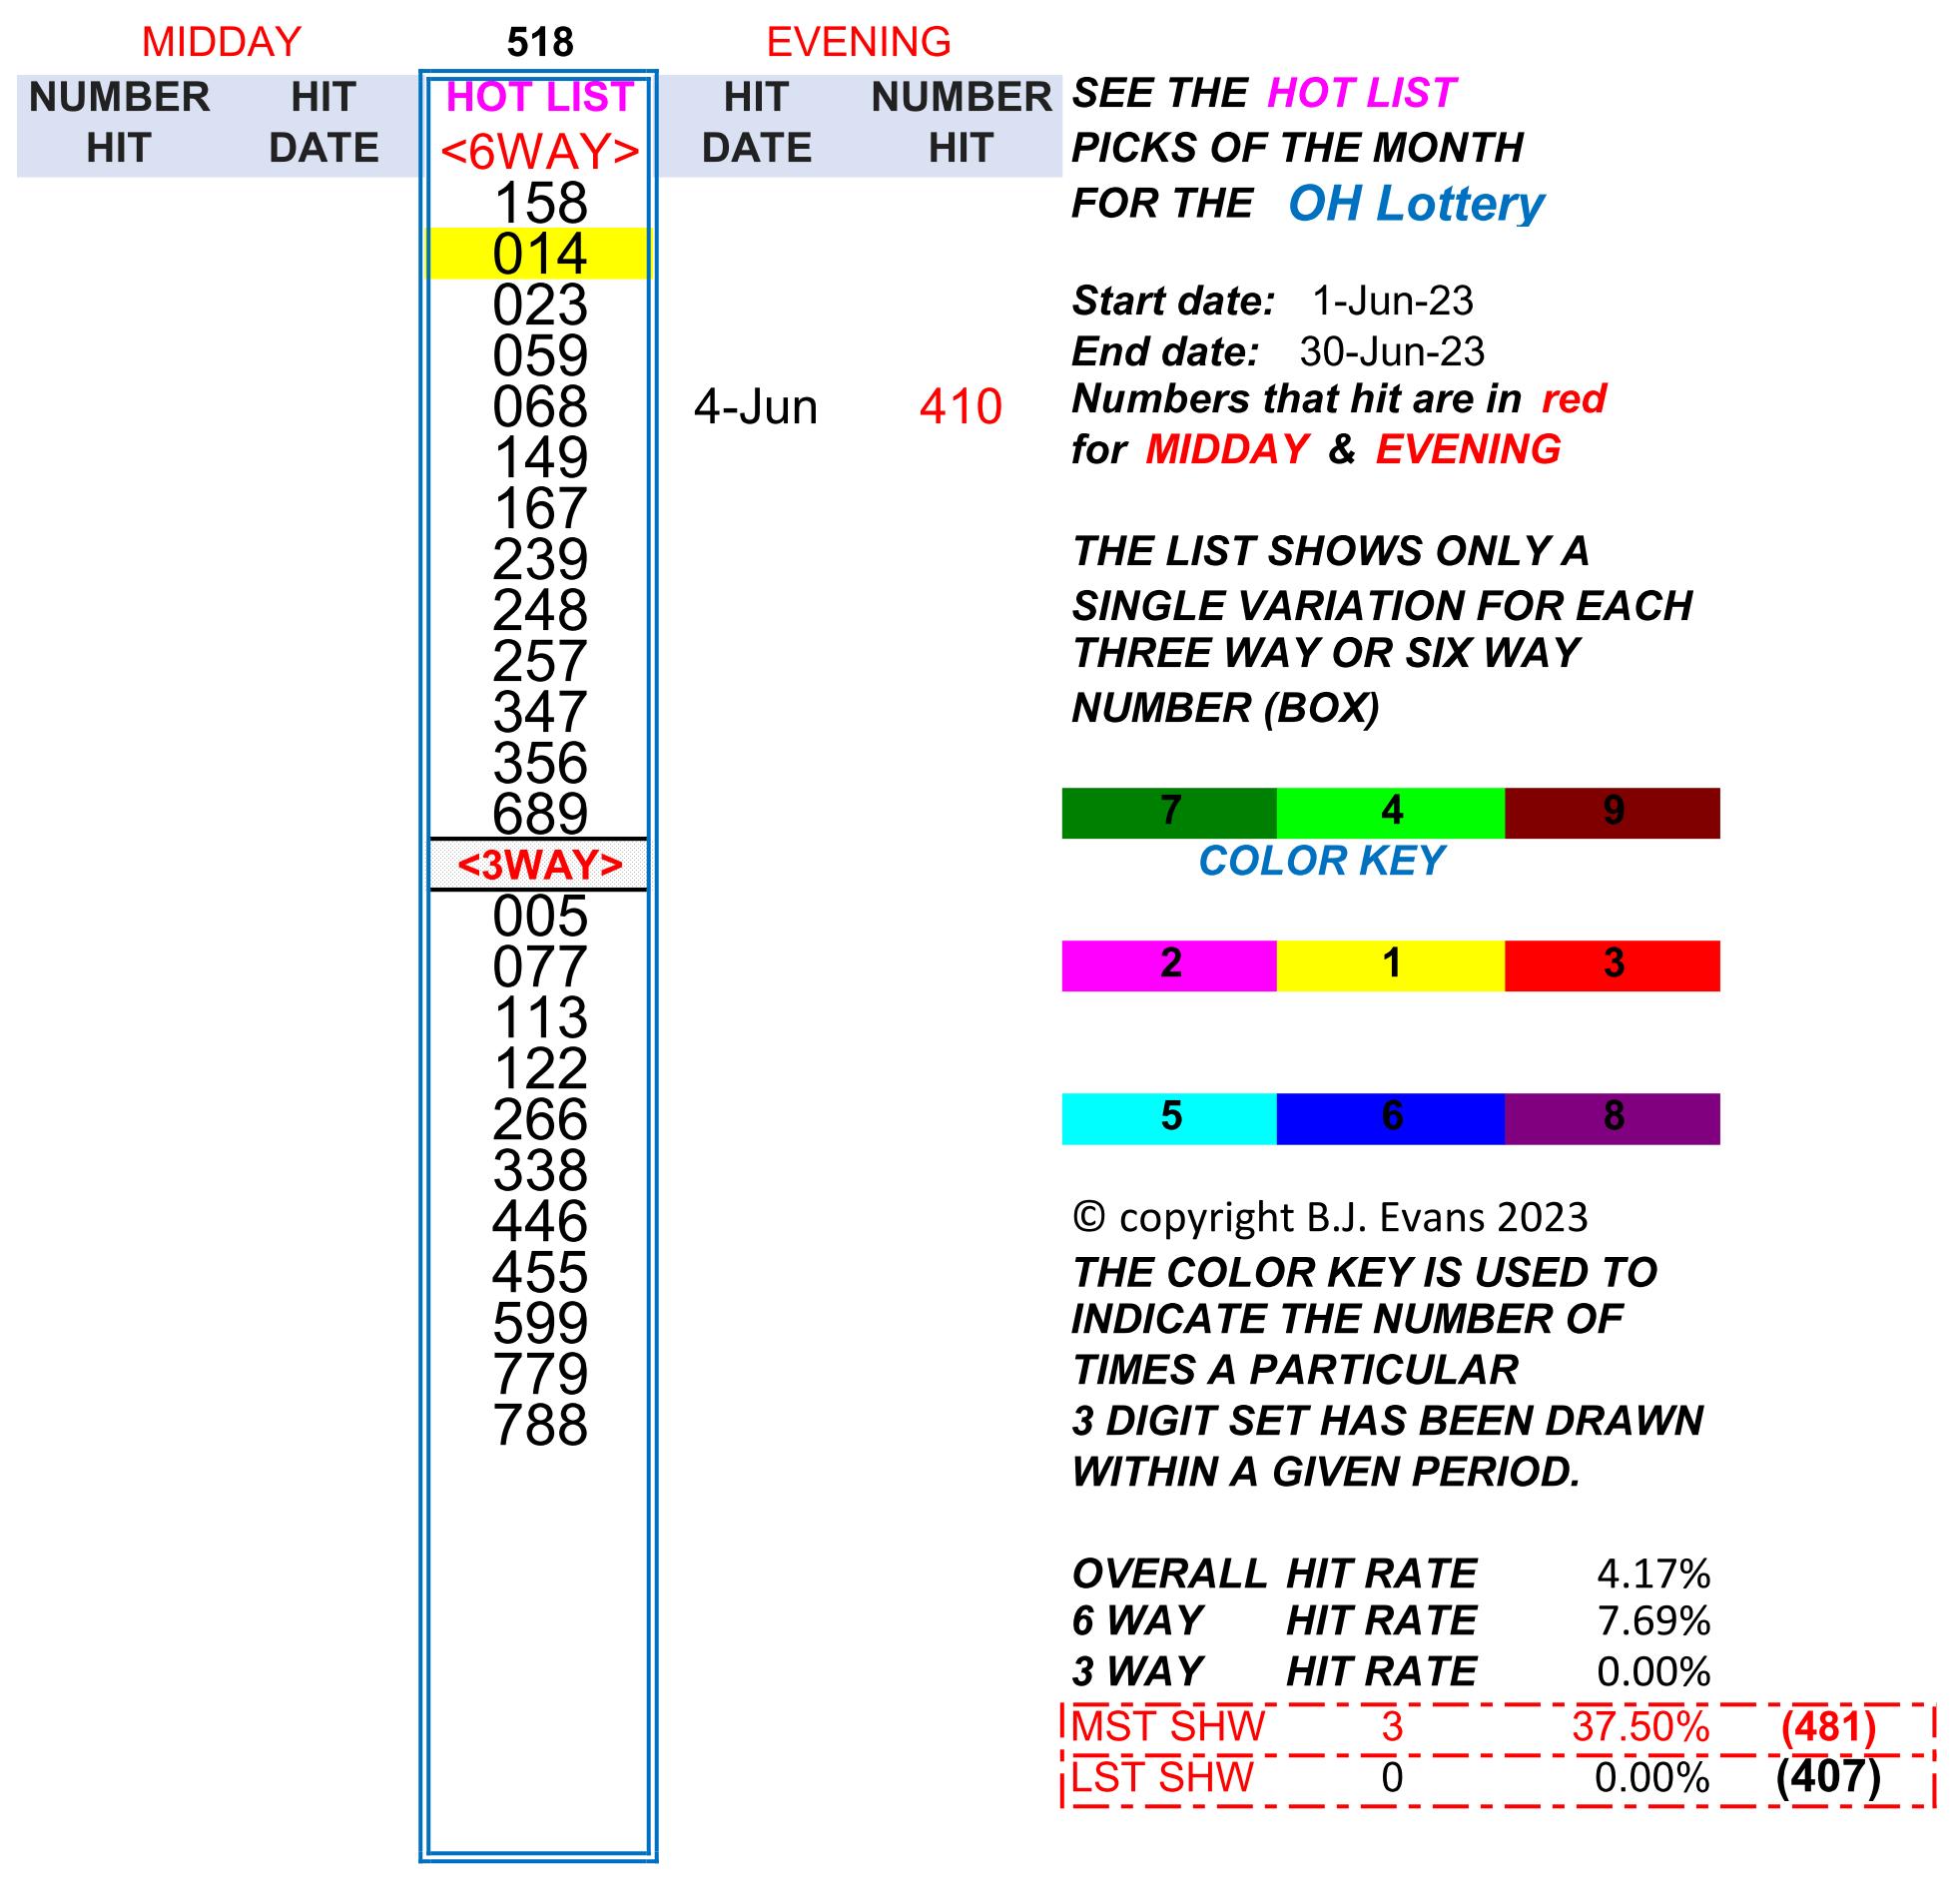 MIDDAY 518 EVENING
NUMBER HIT HOT LIST HIT NUMBER
HIT DATE <6WAY> DATE HIT
158
014
023
059
068 4-Jun 410
149
167
239
248
257
347
356
689
<3WAY>
005
077
113
122
266
338
446
455
599
779
788
SEE THE HOT LIST
PICKS OF THE MONTH
FOR THE OH Lottery
Start date: 1-Jun-23
End date: 30-Jun-23
Numbers that hit are in red
for MIDDAY & EVENING
THE LIST SHOWS ONLY A
SINGLE VARIATION FOR EACH
THREE WAY OR SIX WAY
NUMBER (BOX)
7 4 9
COLOR KEY
2 1 3
5 6 8
© copyright B.J. Evans 2023
THE COLOR KEY IS USED TO
INDICATE THE NUMBER OF
TIMES A PARTICULAR
3 DIGIT SET HAS BEEN DRAWN
WITHIN A GIVEN PERIOD.
OVERALL HIT RATE 4.17%
6 WAY HIT RATE 7.69%
3 WAY HIT RATE 0.00%
MST SHW 3 37.50% (481)
LST SHW 0 0.00% (407)